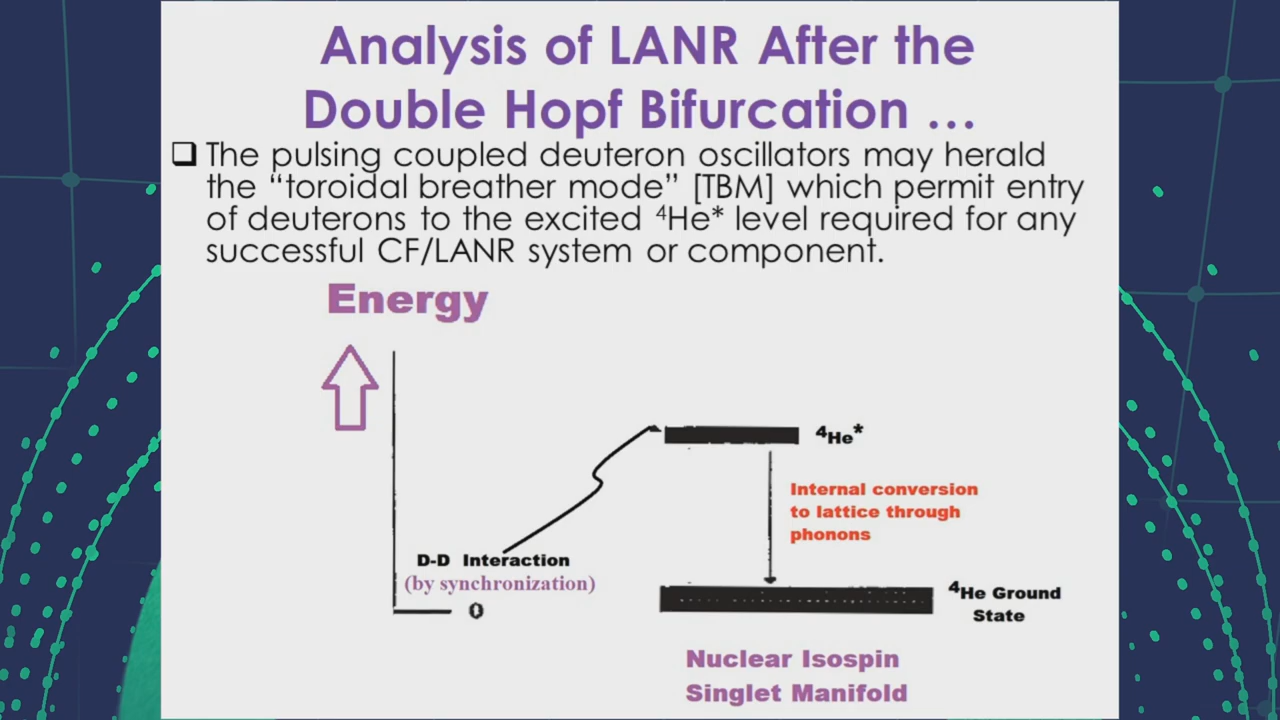 Analysis of LANR After the
Double Hopf Bifurcation …
❑ The pulsing coupled deuteron oscillators may herald
the “toroidal breather mode” [TBM] which permit entry
of deuterons to the excited ⁴He* level required for any
successful CF/LANR system or component.
Energy
⁴He*
Internal conversion
to lattice through
phonons
D-D Interaction
(by synchronization)
0
⁴He Ground
State
Nuclear Isospin
Singlet Manifold